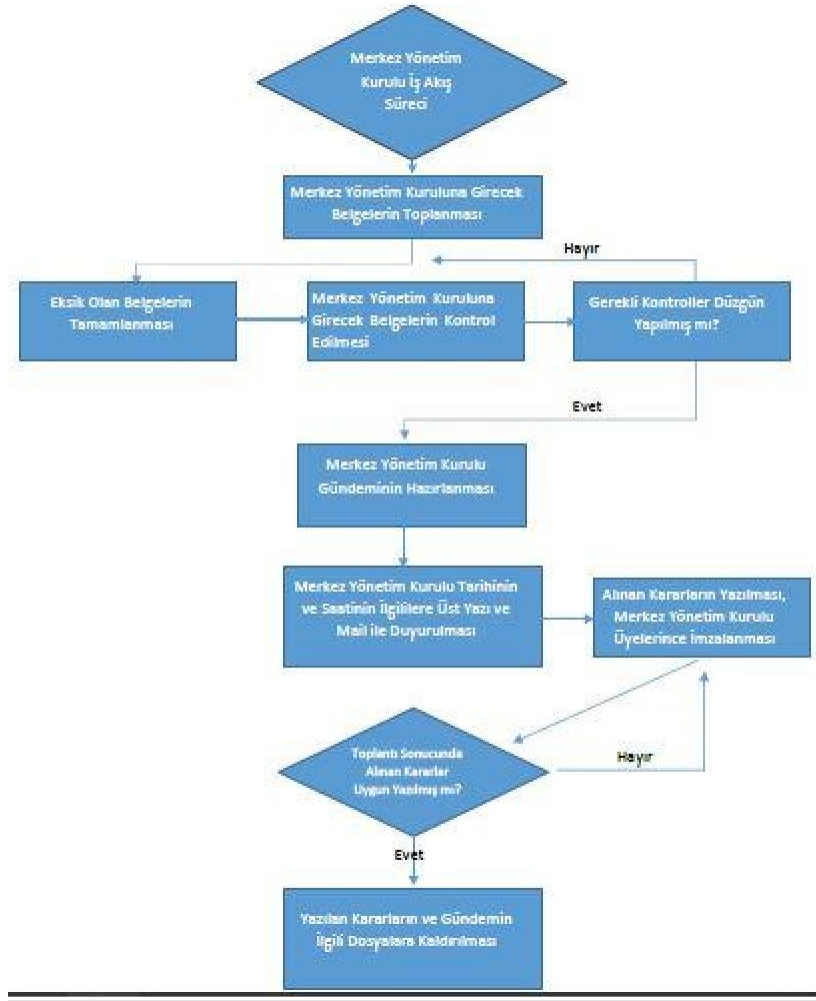 Merkez Yönetim
Kurulu İş Akış
Süreci
Merkez Yönetim Kuruluna Girecek
Belgelerin Toplanması
Hayır
Eksik Olan Belgelerin
Tamamlanması
Merkez Yönetim Kuruluna
Girecek Belgelerin Kontrol
Edilmesi
Gerekli Kontroller Düzgün
Yapılmış mı?
Evet
Merkez Yönetim Kurulu
Gündeminin Hazırlanması
Merkez Yönetim Kurulu Tarihinin
ve Saatinin İlgililere Üst Yazı ve
Mail ile Duyurulması
Alınan Kararların Yazılması,
Merkez Yönetim Kurulu
Üyelerince İmzalanması
Toplantı Sonucunda
Alınan Kararlar
Uygun Yazılmış mı?
Hayır
Evet
Yazılan Kararların ve Gündemin
İlgili Dosyalara Kaldırılması